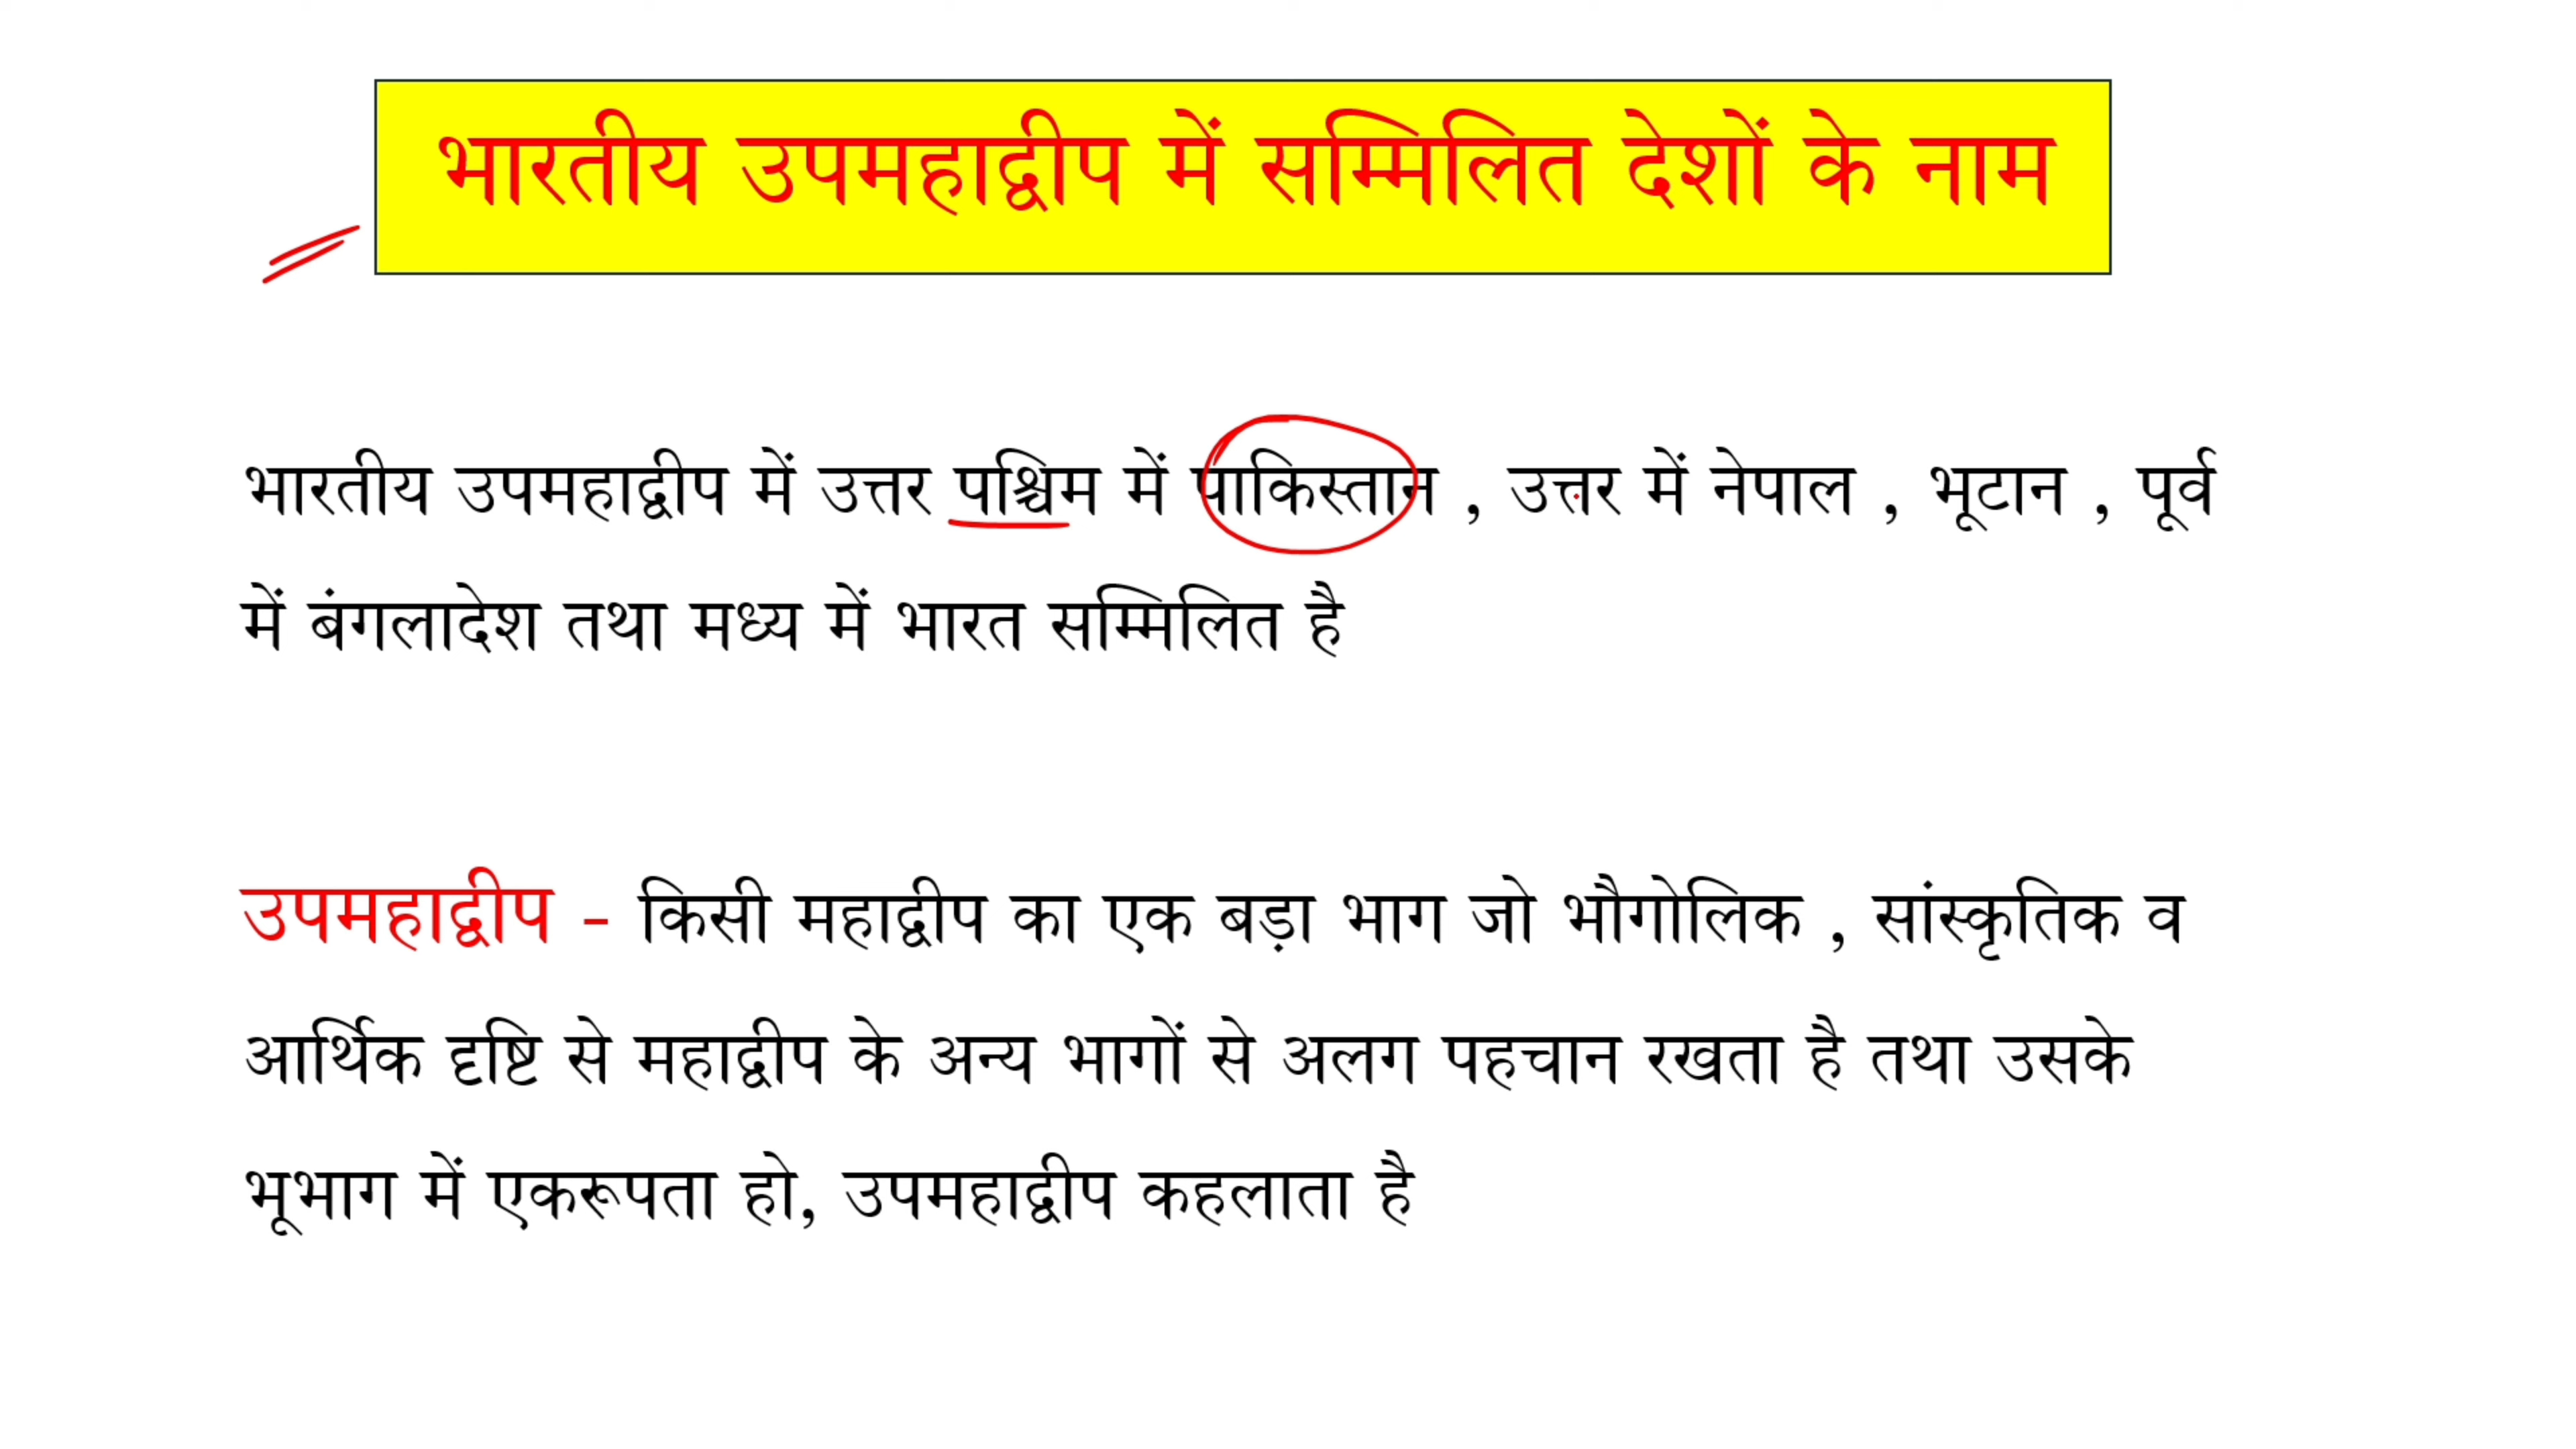 भारतीय उपमहाद्वीप में सम्मिलित देशों के नाम
भारतीय उपमहाद्वीप में उत्तर पश्चिम में पाकिस्तान , उत्तर में नेपाल , भूटान , पूर्व
में बंगलादेश तथा मध्य में भारत सम्मिलित है
उपमहाद्वीप - किसी महाद्वीप का एक बड़ा भाग जो भौगोलिक , सांस्कृतिक व
आर्थिक दृष्टि से महाद्वीप के अन्य भागों से अलग पहचान रखता है तथा उसके
भूभाग में एकरूपता हो, उपमहाद्वीप कहलाता है